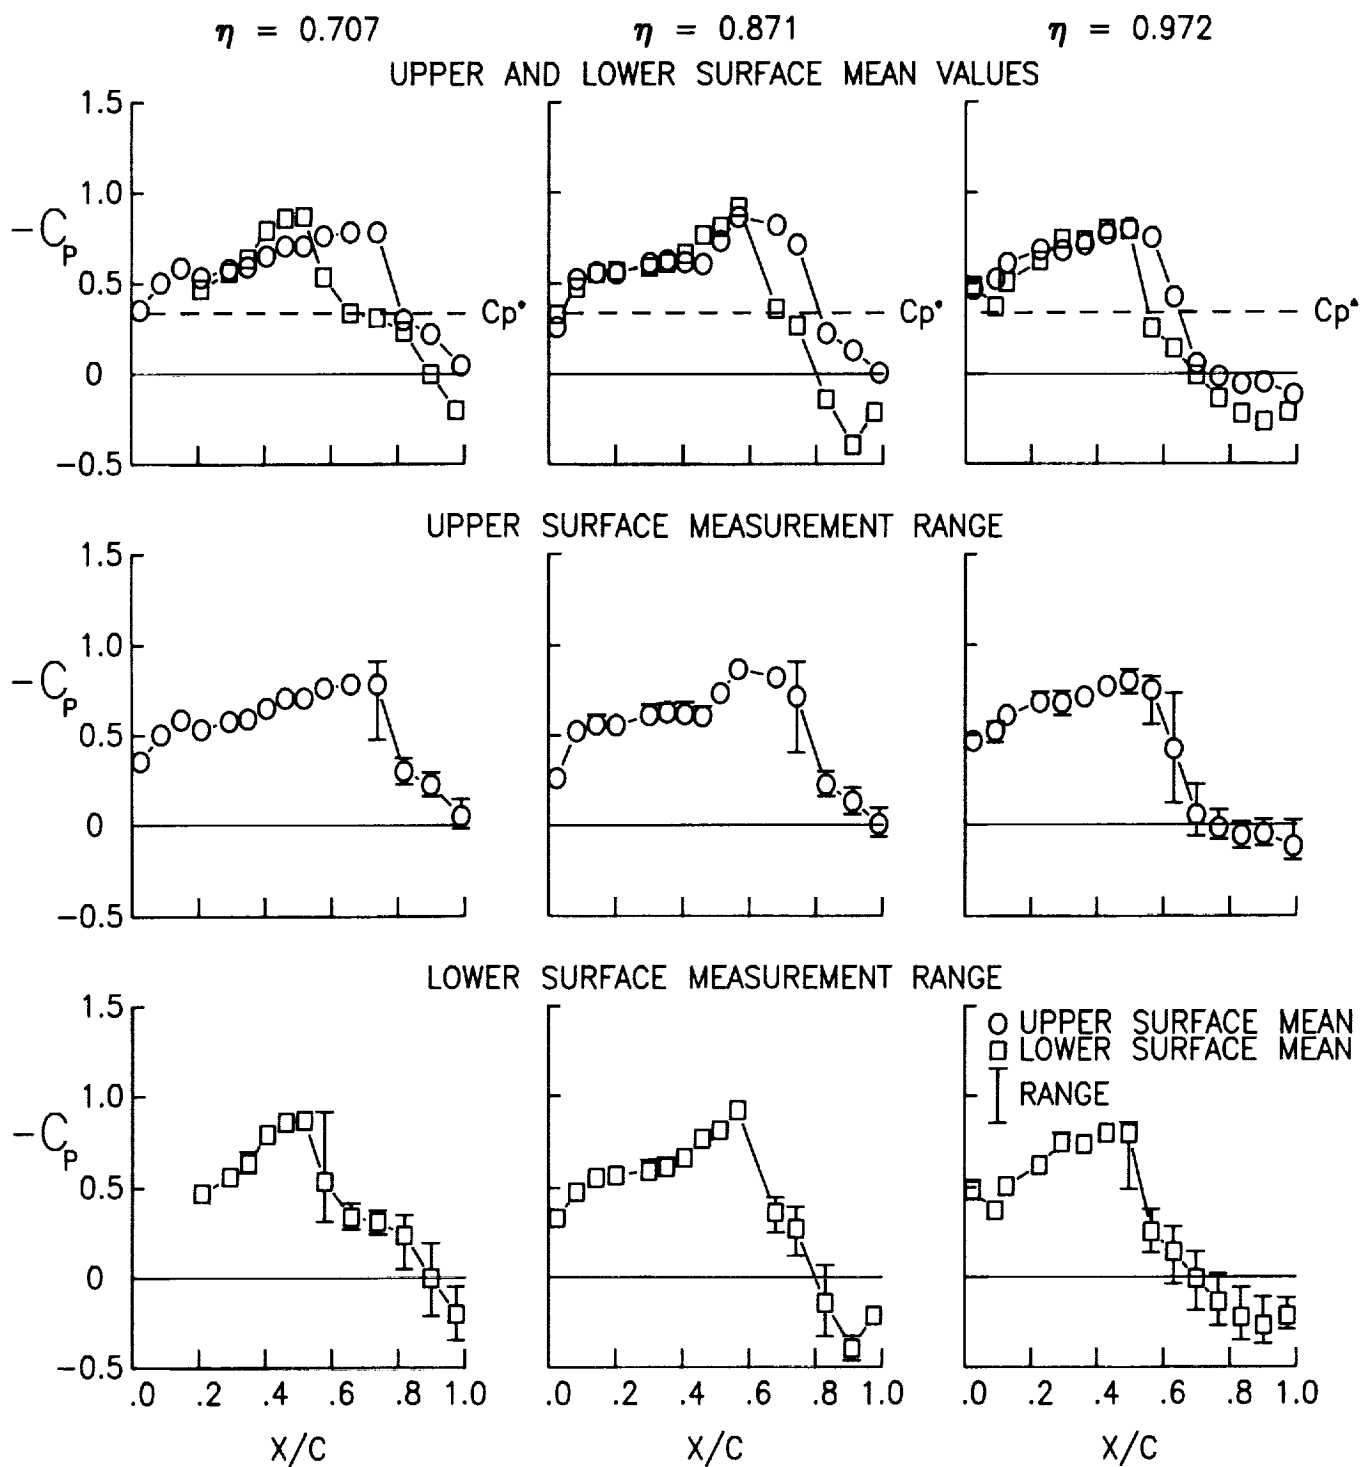 η = 0.707 η = 0.871 η = 0.972
UPPER AND LOWER SURFACE MEAN VALUES
1.5
1.0
-Cp
0.5
Cp* Cp* Cp*
0
-0.5
UPPER SURFACE MEASUREMENT RANGE
1.5
1.0
-Cp
0.5
0
-0.5
LOWER SURFACE MEASUREMENT RANGE
1.5
UPPER SURFACE MEAN
LOWER SURFACE MEAN
RANGE
1.0
-Cp
0.5
0
-0.5
.0 .2 .4 .6 .8 1.0 .0 .2 .4 .6 .8 1.0 .0 .2 .4 .6 .8 1.0
X/C X/C X/C